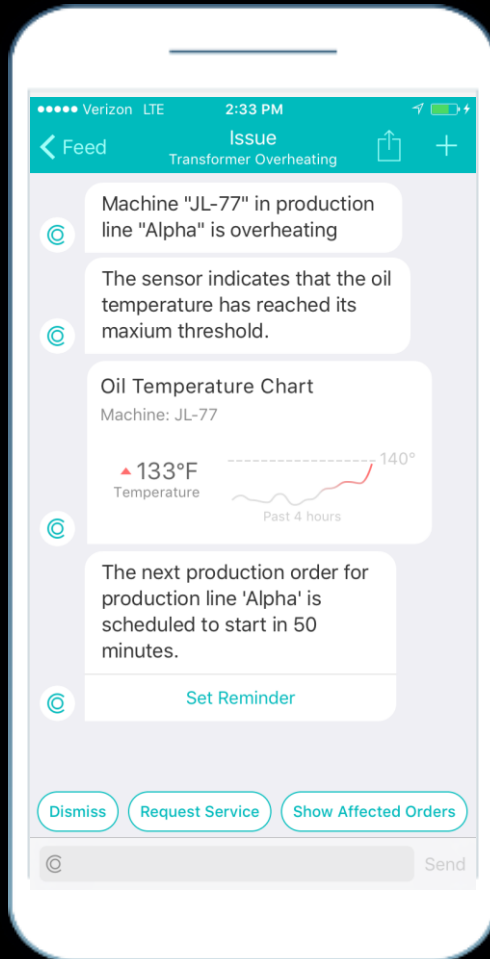 Verizon LTE 2:33 PM
Feed
Issue
Transformer Overheating
Machine "JL-77" in production
line "Alpha" is overheating
The sensor indicates that the oil
temperature has reached its
maxium threshold.
Oil Temperature Chart
Machine: JL-77
133°F
Temperature
140°
Past 4 hours
The next production order for
production line 'Alpha' is
scheduled to start in 50
minutes.
Set Reminder
Dismiss Request Service Show Affected Orders
Send